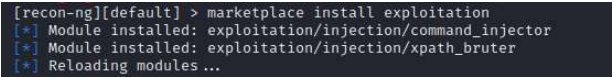 [recon-ng][default] > marketplace install exploitation
[*] Module installed: exploitation/injection/command_injector
[*] Module installed: exploitation/injection/xpath_bruter
[*] Reloading modules...